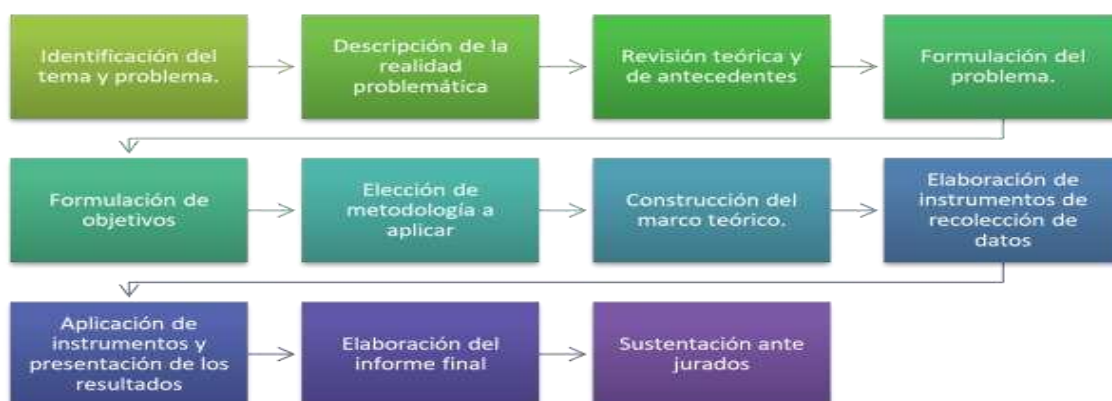 Identificación del
tema y problema.
Descripción de la
realidad
problemática
Revisión teórica y
de antecedentes
Formulación del
problema.
Formulación de
objetivos
Elección de
metodología a
aplicar
Construcción del
marco teórico.
Elaboración de
instrumentos de
recolección de
datos
Aplicación de
instrumentos y
presentación de los
resultados
Elaboración del
informe final
Sustentación ante
jurados